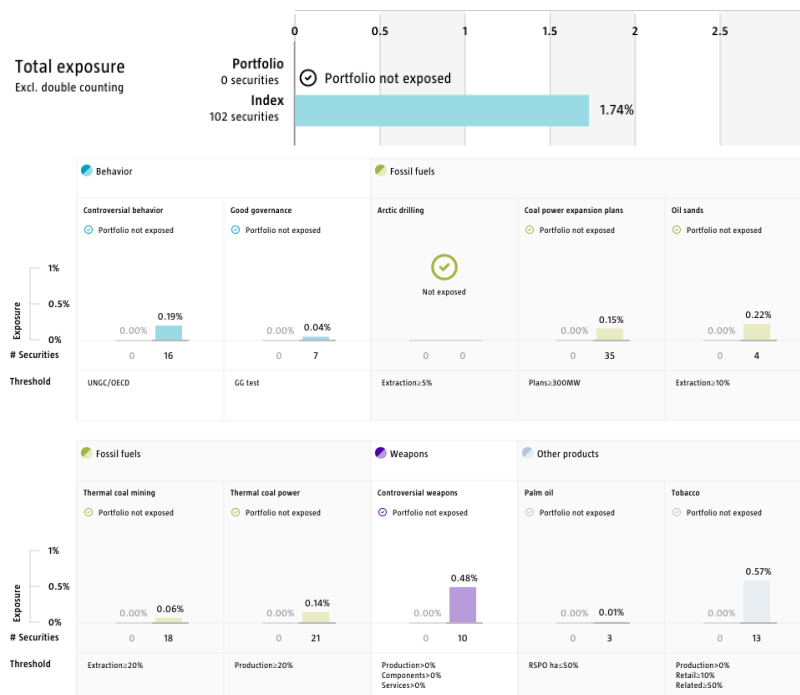 0 0.5 1 1.5 2 2.5
Total exposure
Excl. double counting
Portfolio
0 securities
Portfolio not exposed
Index
102 securities
1.74%
Behavior
Fossil fuels
Controversial behavior
Good governance
Arctic drilling
Coal power expansion plans
Oil sands
Portfolio not exposed
Portfolio not exposed
Portfolio not exposed
Portfolio not exposed
Not exposed
Exposure
1%
0.5%
0%
0.00% 0.19%
0.00% 0.04%
0.00% 0.15%
0.00% 0.22%
# Securities
0 16
0 7
0 0
0 35
0 4
Threshold
UNGC/OECD
GG test
Extraction≥5%
Plans≥300MW
Extraction≥10%
Fossil fuels
Weapons
Other products
Thermal coal mining
Thermal coal power
Controversial weapons
Palm oil
Tobacco
Portfolio not exposed
Portfolio not exposed
Portfolio not exposed
Portfolio not exposed
Portfolio not exposed
Exposure
1%
0.5%
0%
0.00% 0.06%
0.00% 0.14%
0.00% 0.48%
0.00% 0.01%
0.00% 0.57%
# Securities
0 18
0 21
0 10
0 3
0 13
Threshold
Extraction≥20%
Production≥20%
Production>0%
Components>0%
Services>0%
RSPO ha≤50%
Production>0%
Retail≥10%
Related≥50%